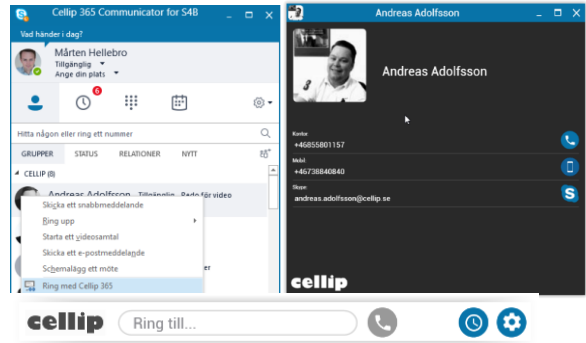 Cellip 365 Communicator for S4B
Vad händer i dag?
Mårten Hellebro
Tillgänglig
Ange din plats
6
Hitta någon eller ring ett nummer
GRUPPER STATUS RELATIONER NYTT
CELLIP (8)
Andreas Adolfsson Tillgänglig Redo för video
Skicka ett snabbmeddelande
Ring upp
Starta ett videosamtal
Skicka ett e-postmeddelande
Schemalägg ett möte
Ring med Cellip 365
er
Andreas Adolfsson
Andreas Adolfsson
Kontor
+46855801157
Mobil
+46738840840
Skype
andreas.adolfsson@cellip.se
cellip
cellip
Ring till...